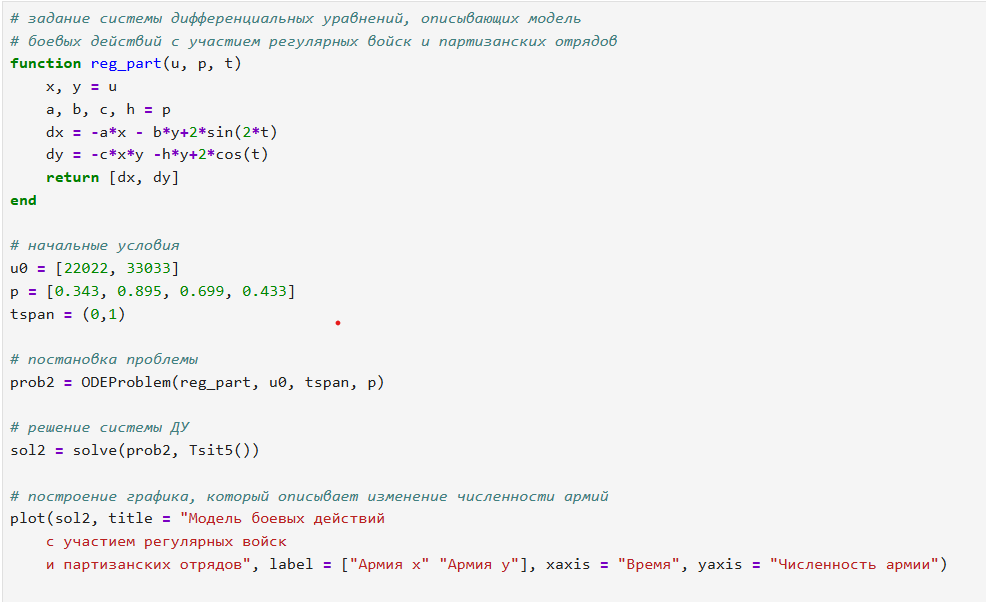 # задание системы дифференциальных уравнений, описывающих модель
# боевых действий с участием регулярных войск и партизанских отрядов
function reg_part(u, p, t)
    x, y = u
    a, b, c, h = p
    dx = -a*x - b*y+2*sin(2*t)
    dy = -c*x*y -h*y+2*cos(t)
    return [dx, dy]
end
# начальные условия
u0 = [22022, 33033]
p = [0.343, 0.895, 0.699, 0.433]
tspan = (0,1)
# постановка проблемы
prob2 = ODEProblem(reg_part, u0, tspan, p)
# решение системы ДУ
sol2 = solve(prob2, Tsit5())
# построение графика, который описывает изменение численности армий
plot(sol2, title = "Модель боевых действий
    с участием регулярных войск
    и партизанских отрядов", label = ["Армия x" "Армия y"], xaxis = "Время", yaxis = "Численность армии")